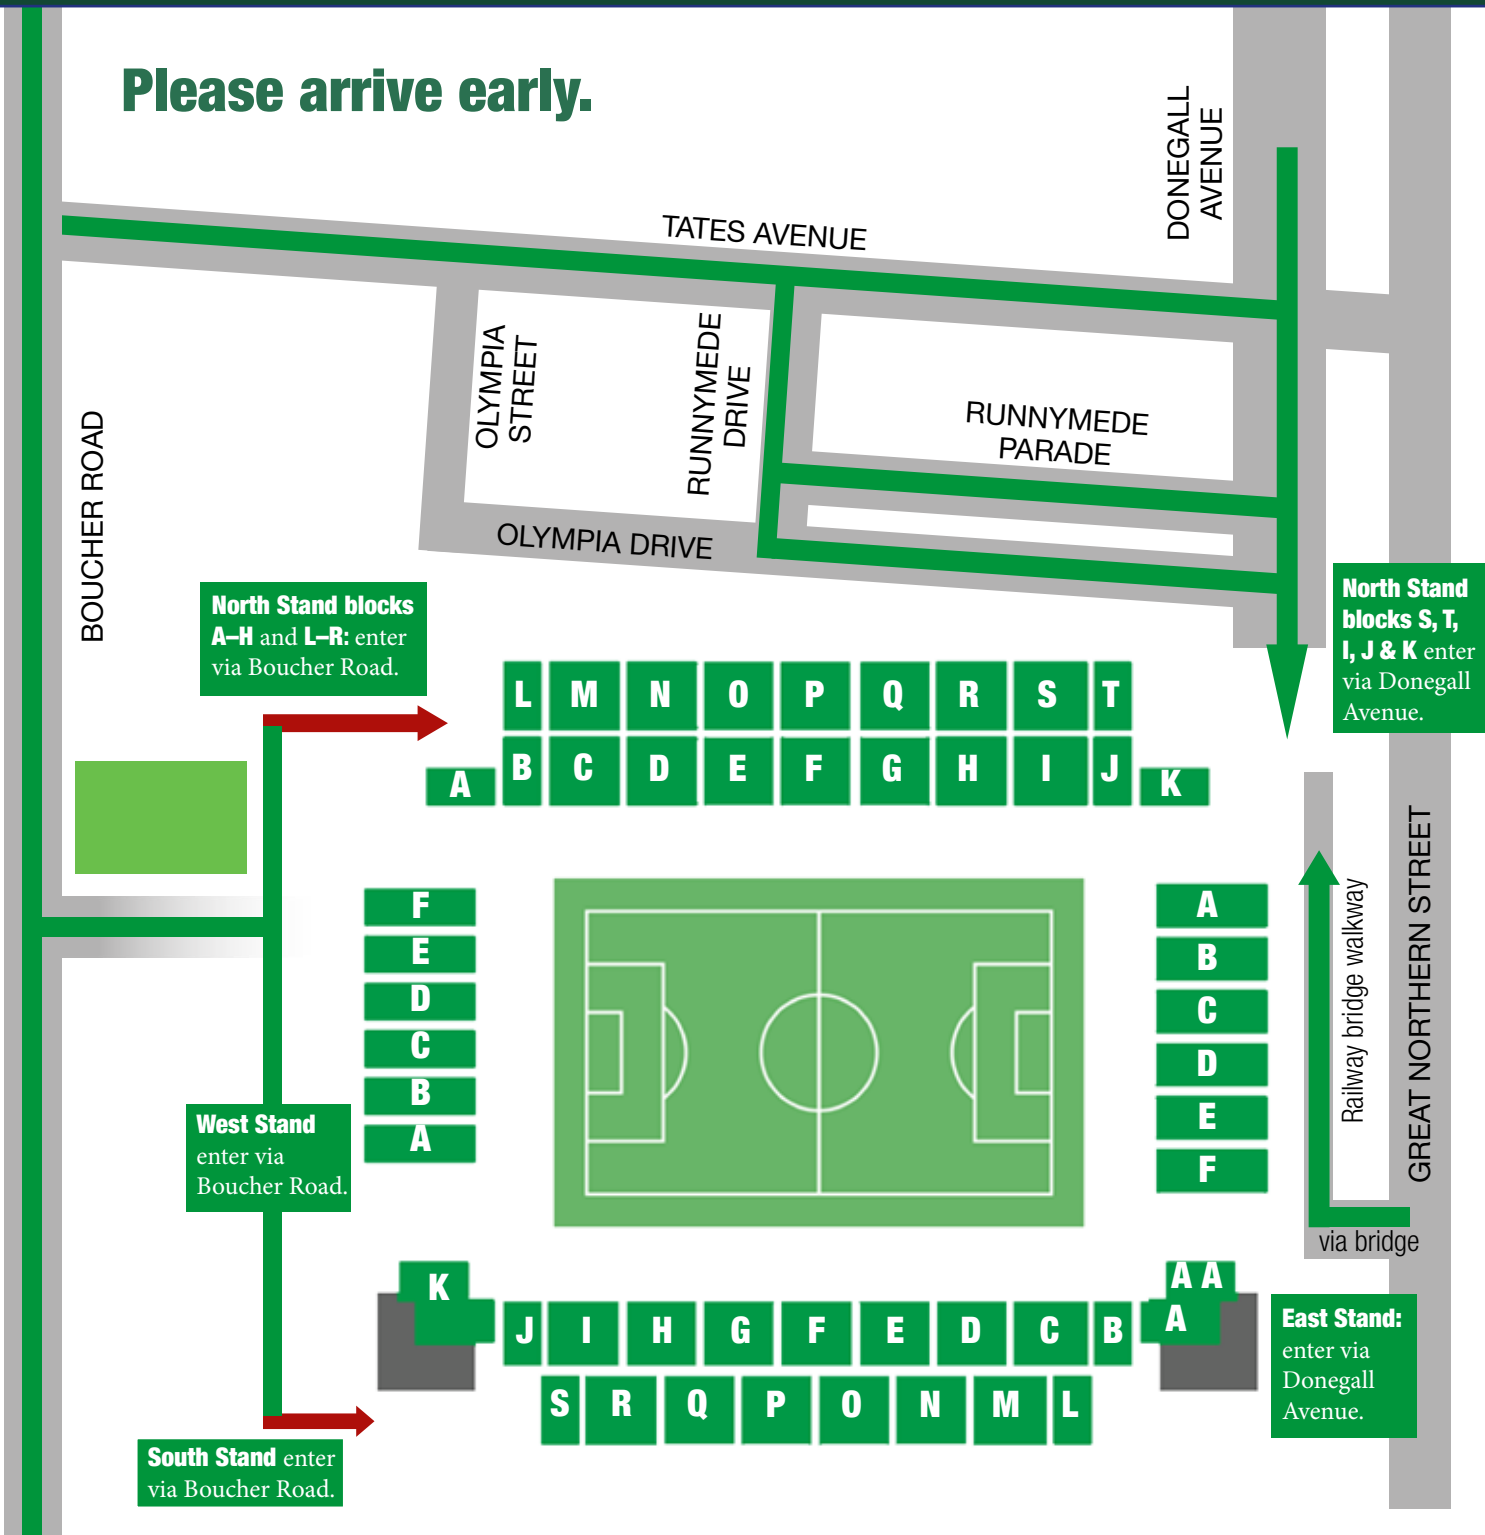 Please arrive early.
DONEGALL
AVENUE
TATES AVENUE
OLYMPIA
STREET
RUNNYMEDE
DRIVE
RUNNYMEDE
PARADE
BOUCHER ROAD
OLYMPIA DRIVE
North Stand blocks
A–H and L–R: enter
via Boucher Road.
North Stand
blocks S, T,
I, J & K enter
via Donegall
Avenue.
L M N O P Q R S T
A B C D E F G H I J K
F
E
D
C
B
A
A
B
C
D
E
F
Railway bridge walkway
GREAT NORTHERN STREET
via bridge
West Stand
enter via
Boucher Road.
K
A A
J I H G F E D C B A
S R Q P O N M L
East Stand:
enter via
Donegall
Avenue.
South Stand enter
via Boucher Road.